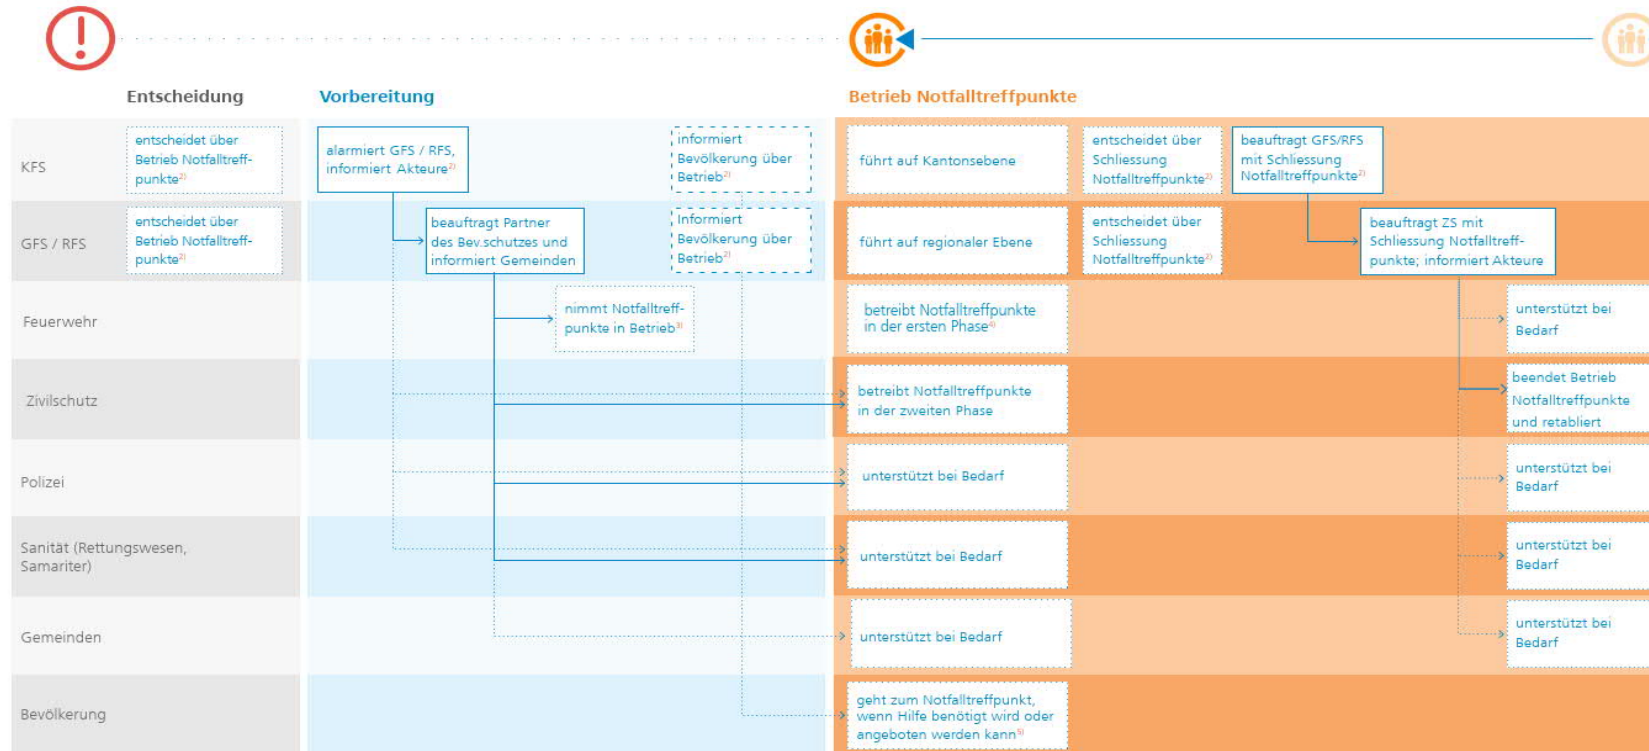 Entscheidung
Vorbereitung
Betrieb Notfalltreffpunkte
KFS
entscheidet über
Betrieb Notfalltreff-
punkte2)
alarmiert GFS / RFS,
informiert Akteure2)
informiert
Bevölkerung über
Betrieb2)
führt auf Kantonsebene
entscheidet über
Schliessung
Notfalltreffpunkte2)
beauftragt GFS/RFS
mit Schliessung
Notfalltreffpunkte2)
GFS / RFS
entscheidet über
Betrieb Notfalltreff-
punkte2)
beauftragt Partner
des Bev.schutzes und
informiert Gemeinden
Informiert
Bevölkerung über
Betrieb2)
führt auf regionaler Ebene
entscheidet über
Schliessung
Notfalltreffpunkte2)
beauftragt ZS mit
Schliessung Notfalltreff-
punkte; informiert Akteure
Feuerwehr
nimmt Notfalltreff-
punkte in Betrieb3)
betreibt Notfalltreffpunkte
in der ersten Phase4)
unterstützt bei
Bedarf
Zivilschutz
betreibt Notfalltreffpunkte
in der zweiten Phase
beendet Betrieb
Notfalltreffpunkte
und retabliert
Polizei
unterstützt bei Bedarf
unterstützt bei
Bedarf
Sanität (Rettungswesen,
Samariter)
unterstützt bei Bedarf
unterstützt bei
Bedarf
Gemeinden
unterstützt bei Bedarf
unterstützt bei
Bedarf
Bevölkerung
geht zum Notfalltreffpunkt,
wenn Hilfe benötigt wird oder
angeboten werden kann5)